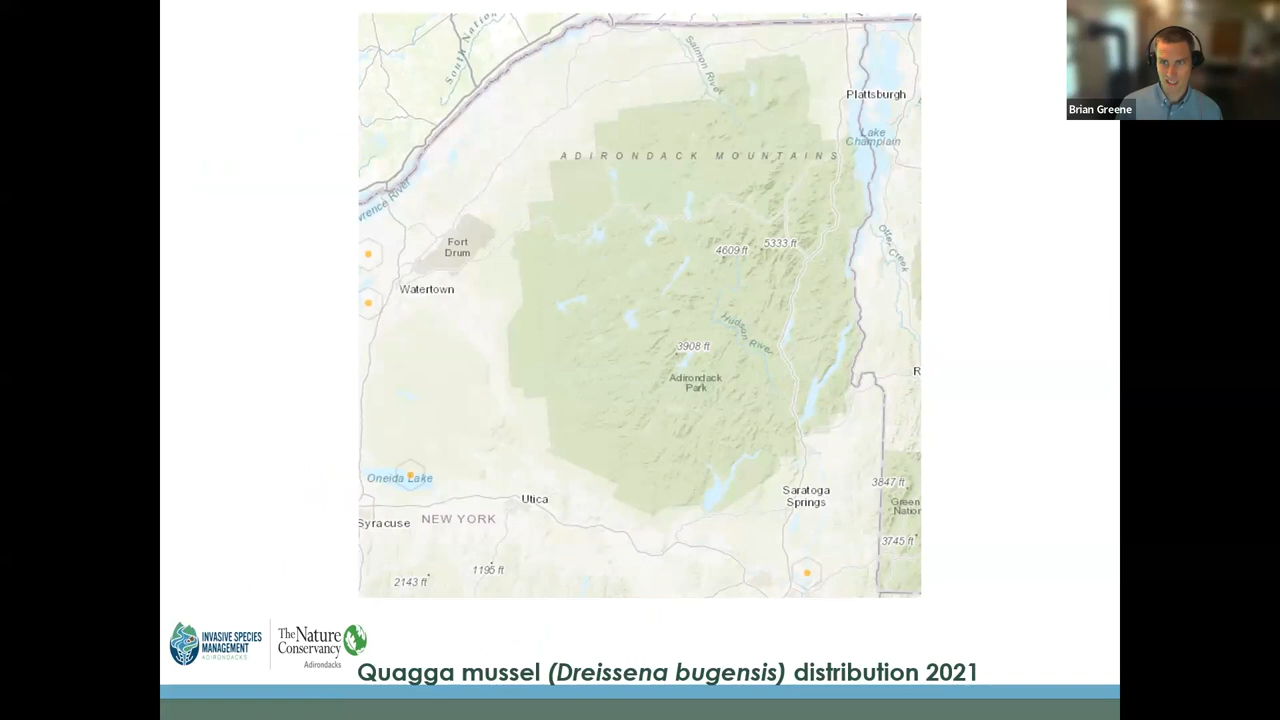 South Nation
Salmon River
Plattsburgh
Brian Greene
Lake
Champlain
ADIRONDACK MOUNTAINS
wrence River
Fort
Drum
4609 ft
5333 ft
Otter Creek
Watertown
Hudson River
3908 ft
R
Adirondack
Park
Oneida Lake
Utica
Saratoga
Springs
3847 ft
Green
Nation
Syracuse
NEW YORK
3745 ft
1195 ft
2143 ft
INVASIVE SPECIES
MANAGEMENT
ADIRONDACKS
The Nature
Conservancy
Adirondacks
Quagga mussel (Dreissena bugensis) distribution 2021